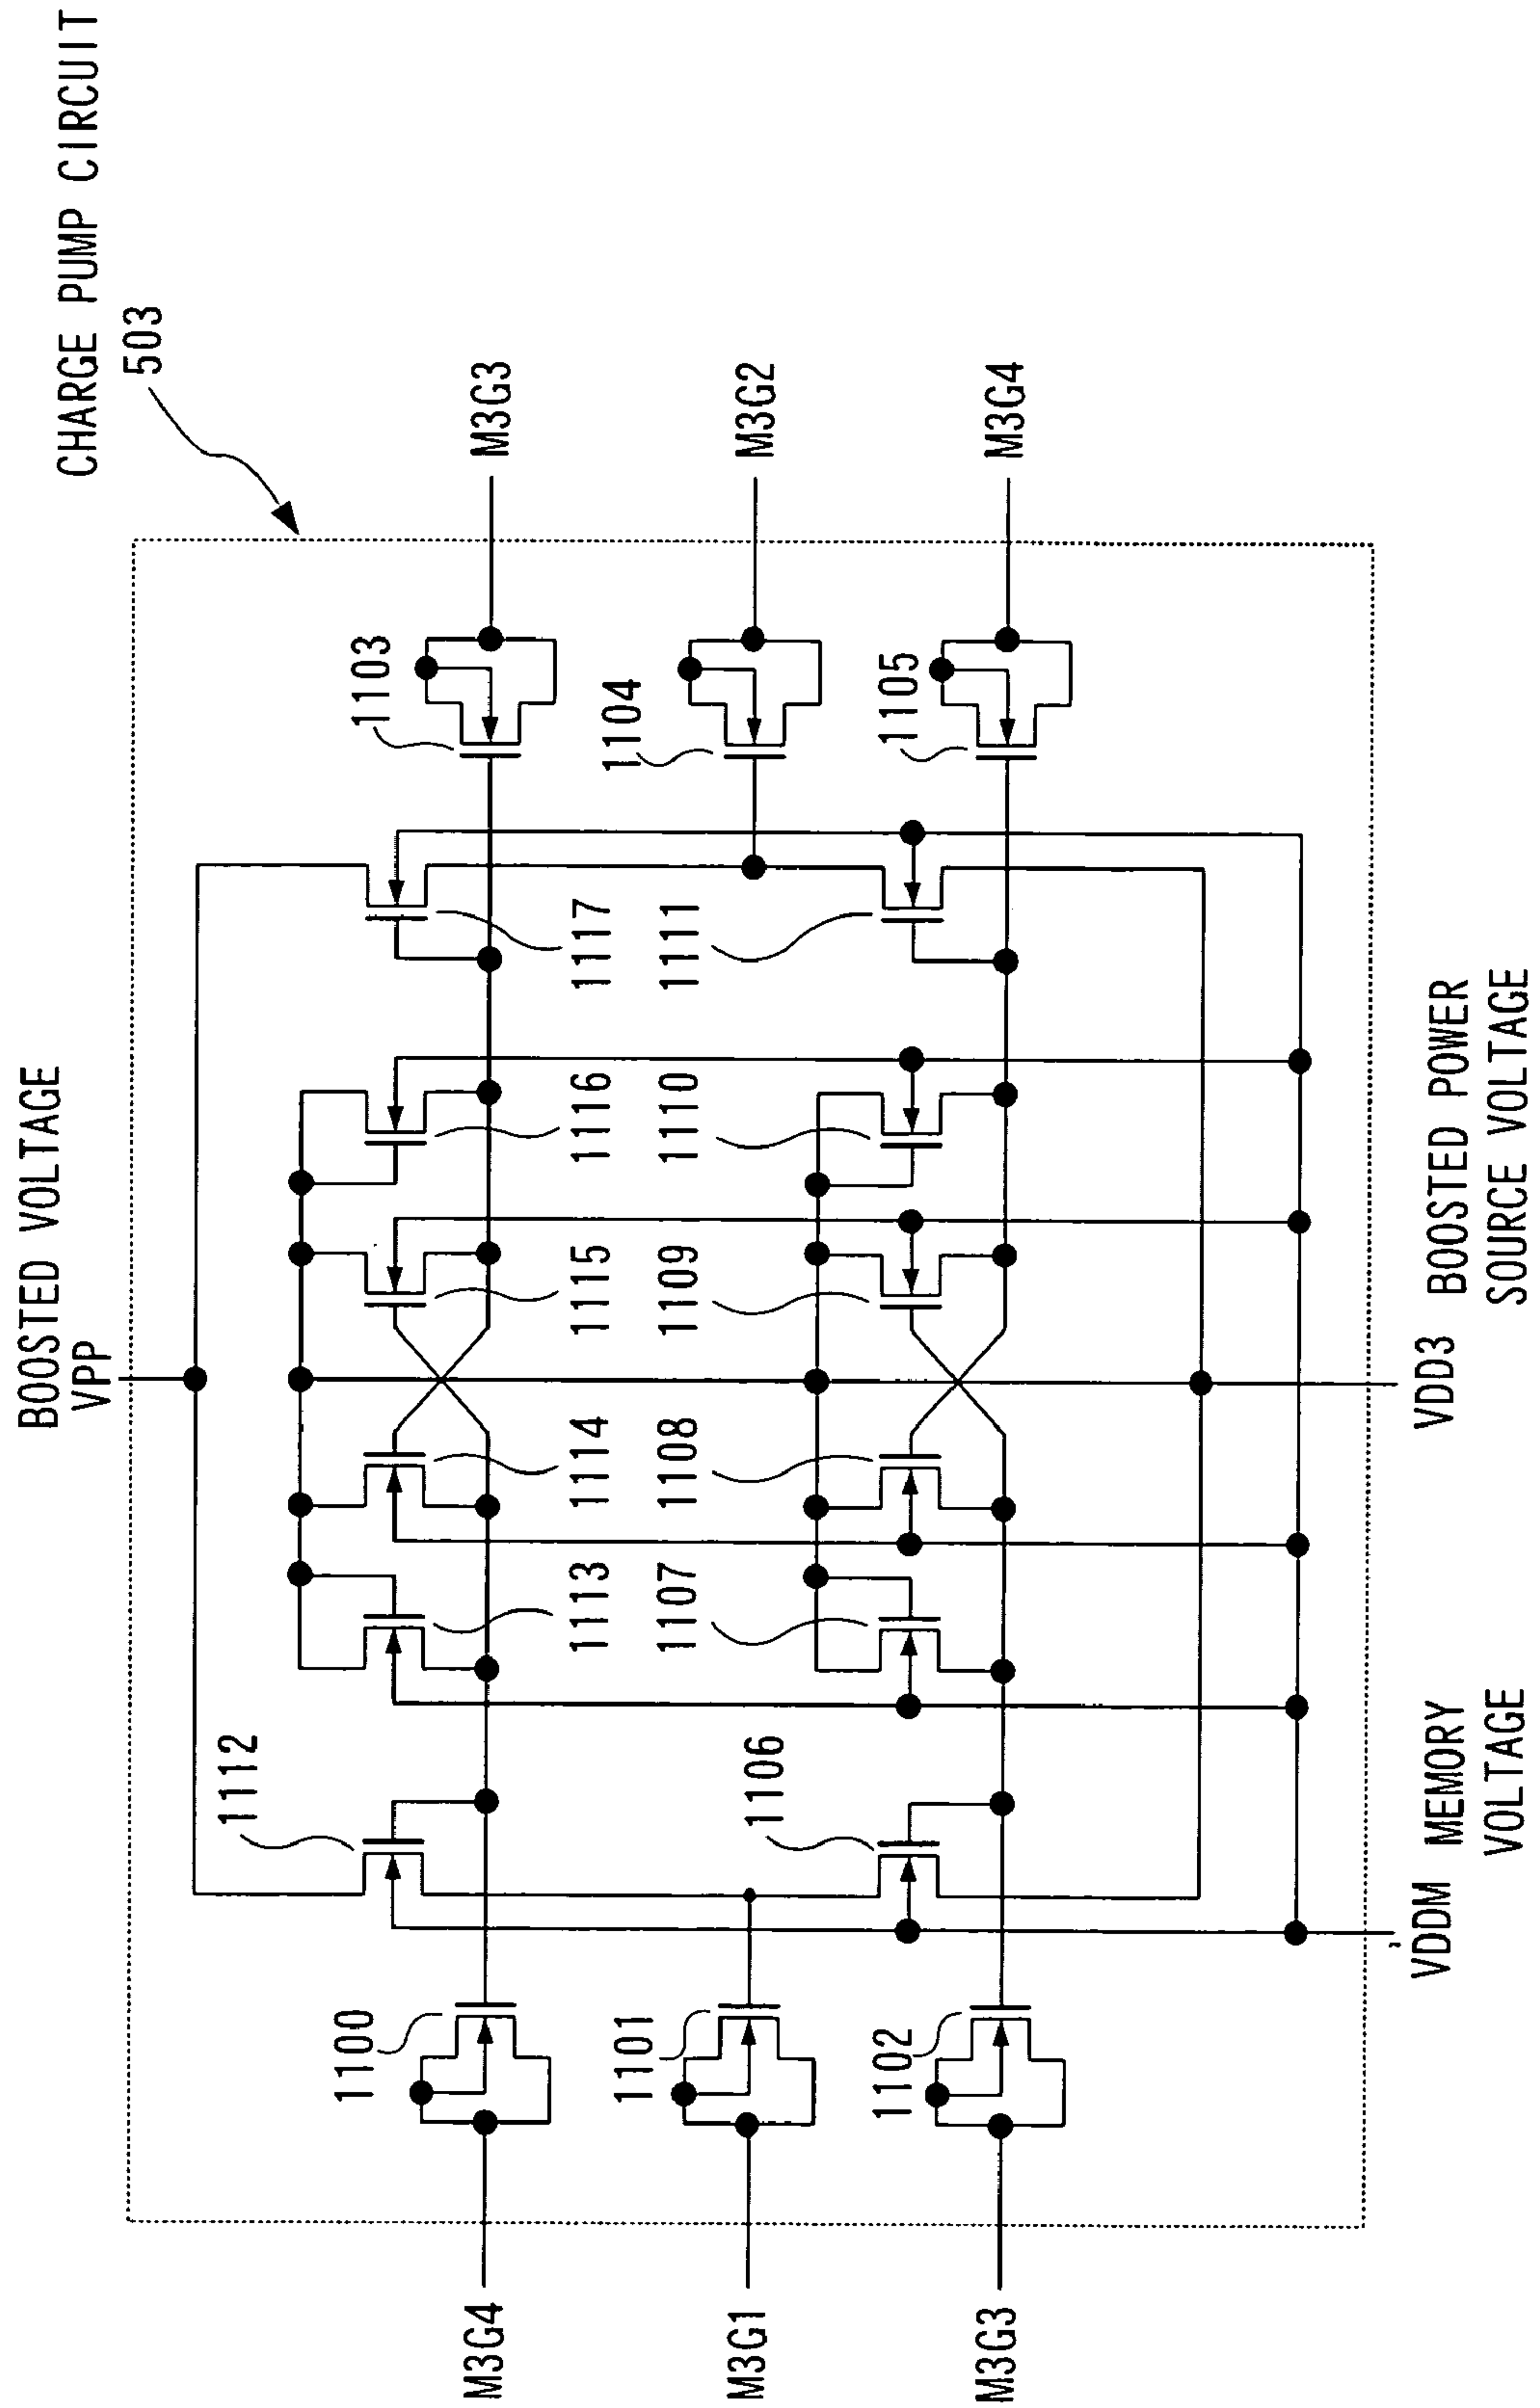 CHARGE PUMP CIRCUIT
503
BOOSTED VOLTAGE
VPP
M3G4
M3G1
M3G3
M3G3
M3G2
M3G4
1100
1101
1102
1112
1106
1113
1107
1114
1108
1115
1109
1116
1110
1117
1111
1103
1104
1105
VDDM
MEMORY
VOLTAGE
VDD3
BOOSTED POWER
SOURCE VOLTAGE